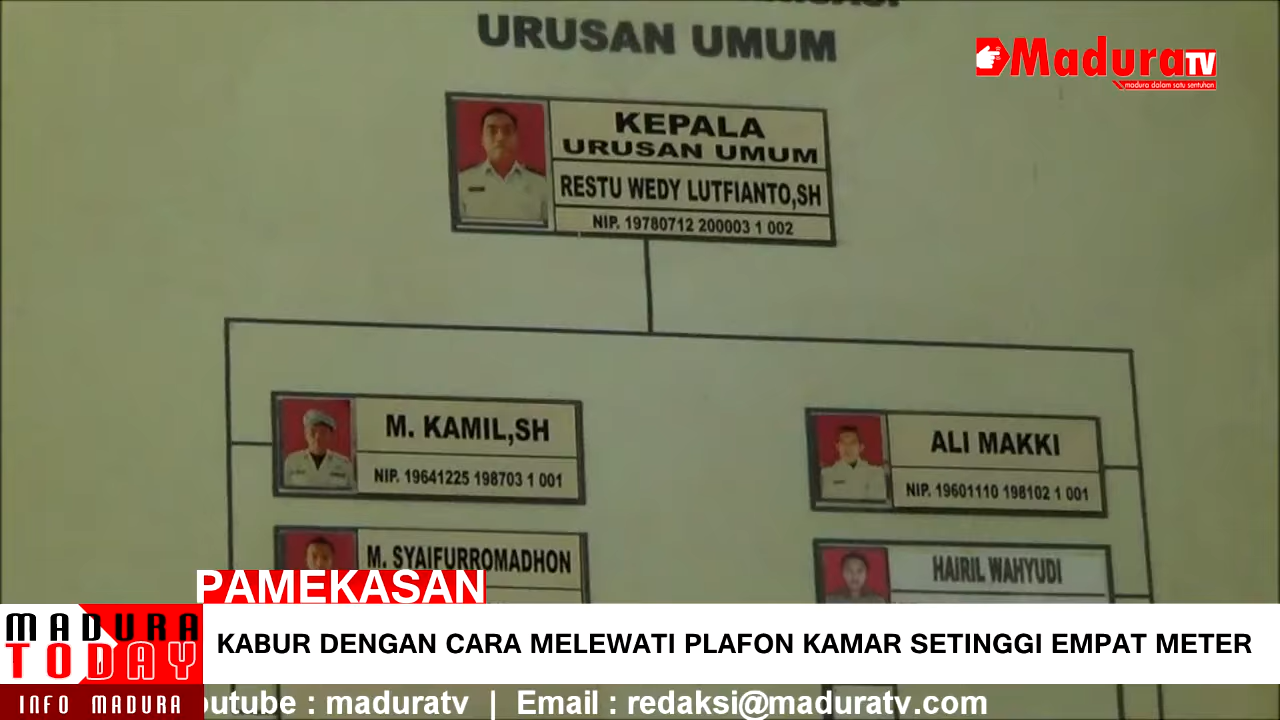 URUSAN UMUM
MaduraTV
madura dalam satu sentuhan
KEPALA
URUSAN UMUM
RESTU WEDY LUTFIANTO,SH
NIP. 19780712 200003 1 002
M. KAMIL,SH
NIP. 19641225 198703 1 001
ALI MAKKI
NIP. 19601110 198102 1 001
M. SYAIFURROMADHON
HAIRIL WAHYUDI
PAMEKASAN
MADURA
TODAY
KABUR DENGAN CARA MELEWATI PLAFON KAMAR SETINGGI EMPAT METER
INFO MADURA
outube : maduratv | Email : redaksi@maduratv.com